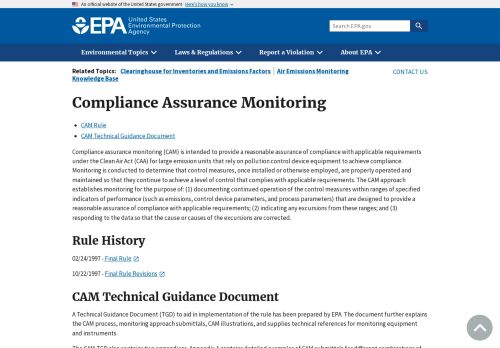 An official website of the United States government Here's how you know
EPA United States Environmental Protection Agency
Search EPA.gov
Environmental Topics Laws & Regulations Report a Violation About EPA
Related Topics: Clearinghouse for Inventories and Emissions Factors Air Emissions Monitoring Knowledge Base
CONTACT US
Compliance Assurance Monitoring
CAM Rule
CAM Technical Guidance Document
Compliance assurance monitoring (CAM) is intended to provide a reasonable assurance of compliance with applicable requirements
under the Clean Air Act (CAA) for large emission units that rely on pollution control device equipment to achieve compliance.
Monitoring is conducted to determine that control measures, once installed or otherwise employed, are properly operated and
maintained so that they continue to achieve a level of control that complies with applicable requirements. The CAM approach
establishes monitoring for the purpose of: (1) documenting continued operation of the control measures within ranges of specified
indicators of performance (such as emissions, control device parameters, and process parameters) that are designed to provide a
reasonable assurance of compliance with applicable requirements; (2) indicating any excursions from these ranges; and (3)
responding to the data so that the cause or causes of the excursions are corrected.
Rule History
02/24/1997 - Final Rule
10/22/1997 - Final Rule Revisions
CAM Technical Guidance Document
A Technical Guidance Document (TGD) to aid in implementation of the rule has been prepared by EPA. The document further explains
the CAM process, monitoring approach submittals, CAM illustrations, and supplies technical references for monitoring
equipment and instruments.